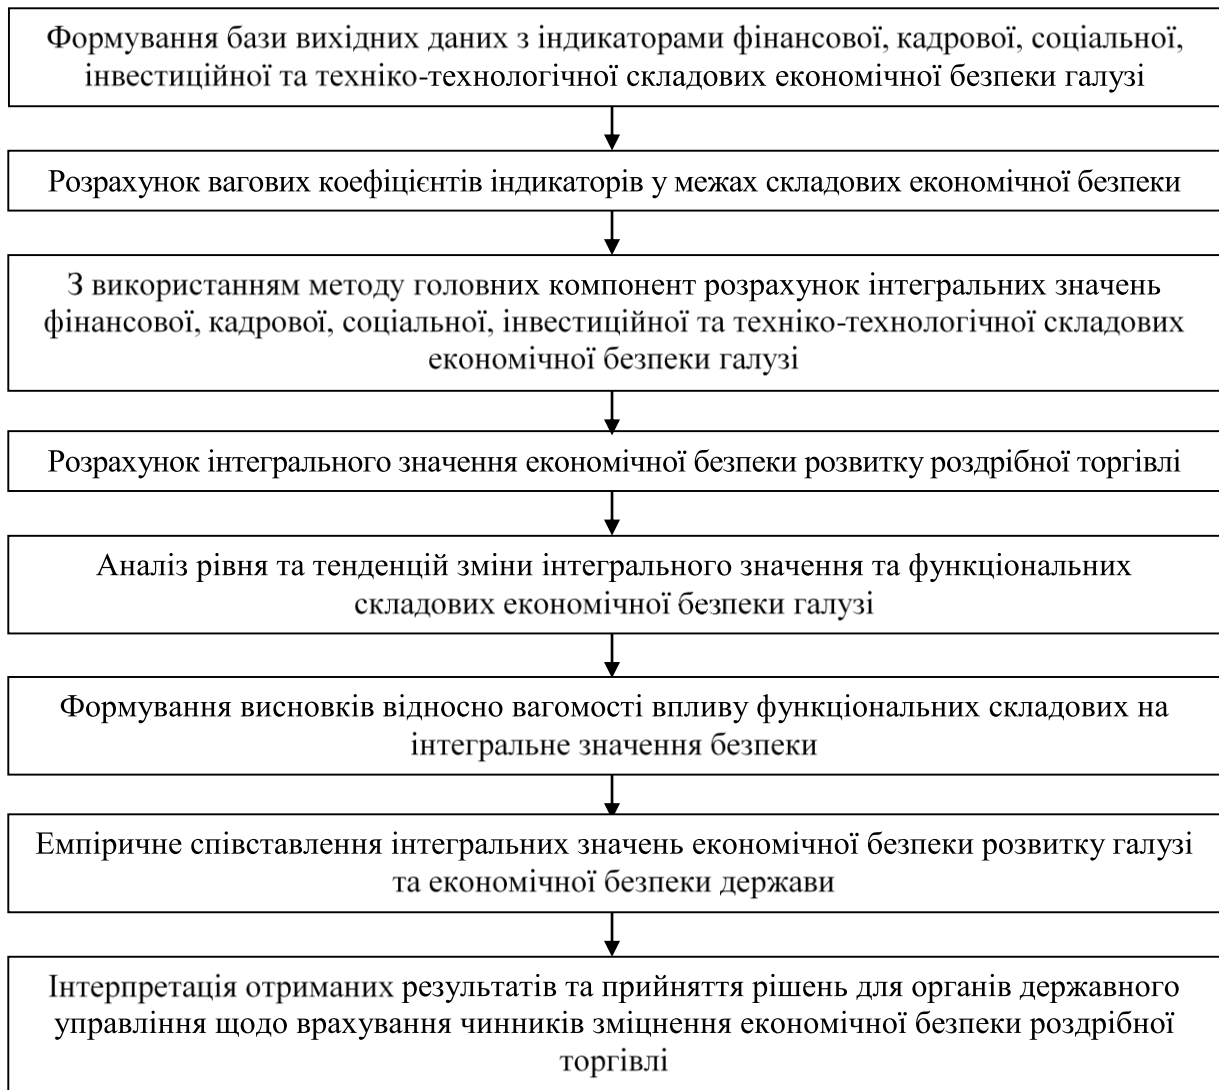 Формування бази вихідних даних з індикаторами фінансової, кадрової, соціальної,
інвестиційної та техніко-технологічної складових економічної безпеки галузі
Розрахунок вагових коефіцієнтів індикаторів у межах складових економічної безпеки
З використанням методу головних компонент розрахунок інтегральних значень
фінансової, кадрової, соціальної, інвестиційної та техніко-технологічної складових
економічної безпеки галузі
Розрахунок інтегрального значення економічної безпеки розвитку роздрібної торгівлі
Аналіз рівня та тенденцій зміни інтегрального значення та функціональних
складових економічної безпеки галузі
Формування висновків відносно вагомості впливу функціональних складових на
інтегральне значення безпеки
Емпіричне співставлення інтегральних значень економічної безпеки розвитку галузі
та економічної безпеки держави
Інтерпретація отриманих результатів та прийняття рішень для органів державного
управління щодо врахування чинників зміцнення економічної безпеки роздрібної
торгівлі